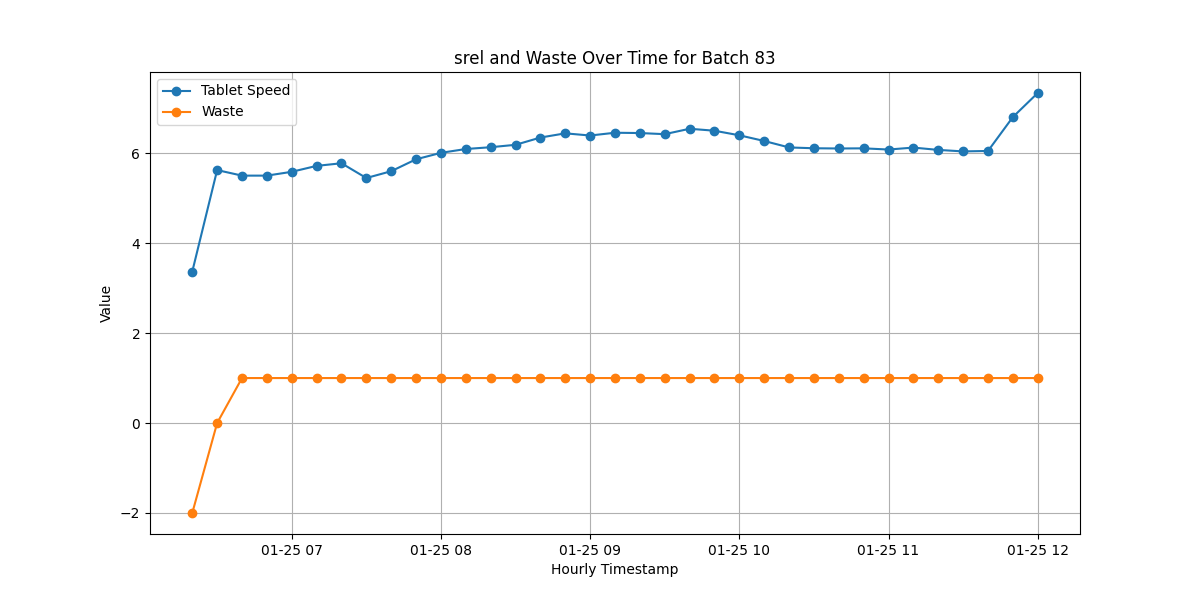 srel and Waste Over Time for Batch 83
Tablet Speed
Waste
Value
6
4
2
0
−2
01-25 07
01-25 08
01-25 09
01-25 10
01-25 11
01-25 12
Hourly Timestamp